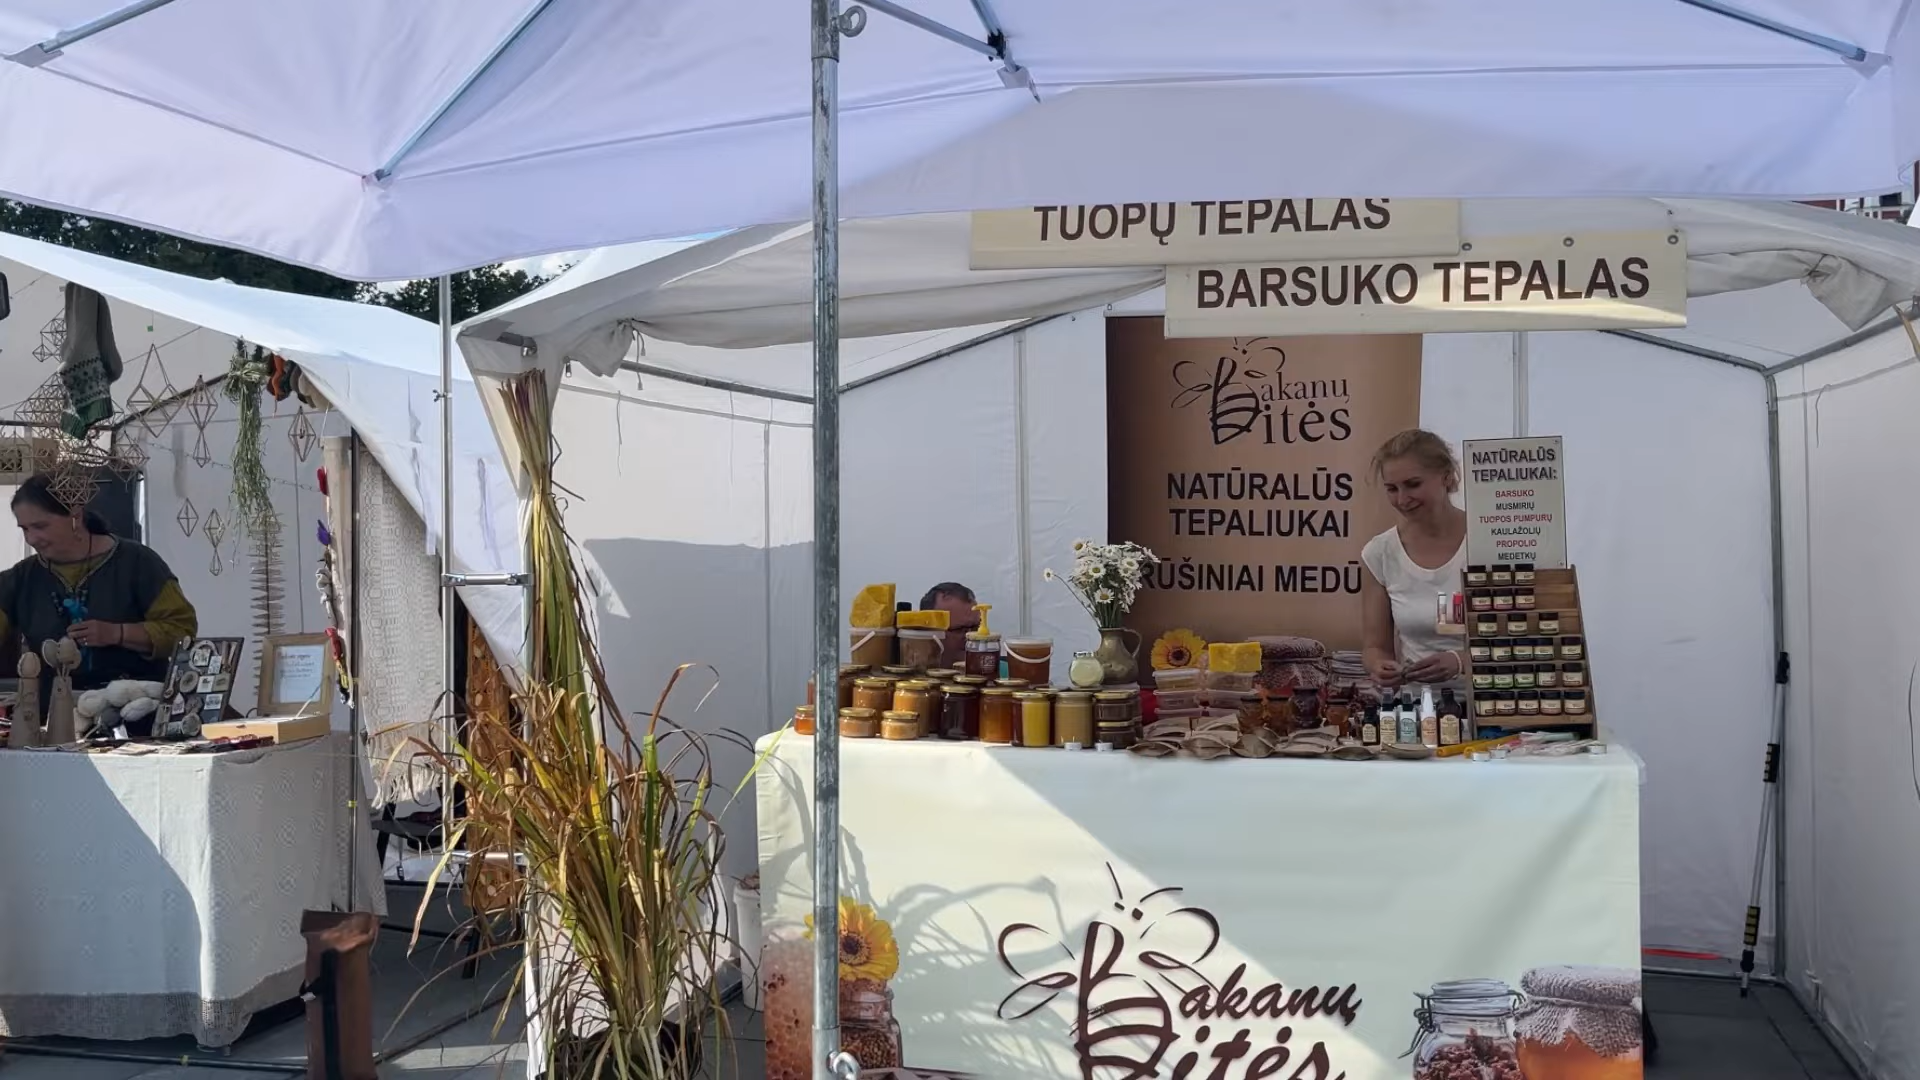 TUOPŲ TEPALAS
BARSUKO TEPALAS
Bakanų
Bitės
NATŪRALŪS
TEPALIUKAI
RŪŠINIAI MEDŪ
NATŪRALŪS
TEPALIUKAI:
BARSUKO
MUSMIRIŲ
TUOPOS PUMPURŲ
KAULAŽOLIŲ
PROPOLIO
MEDETKŲ
Bakanų
Bitės